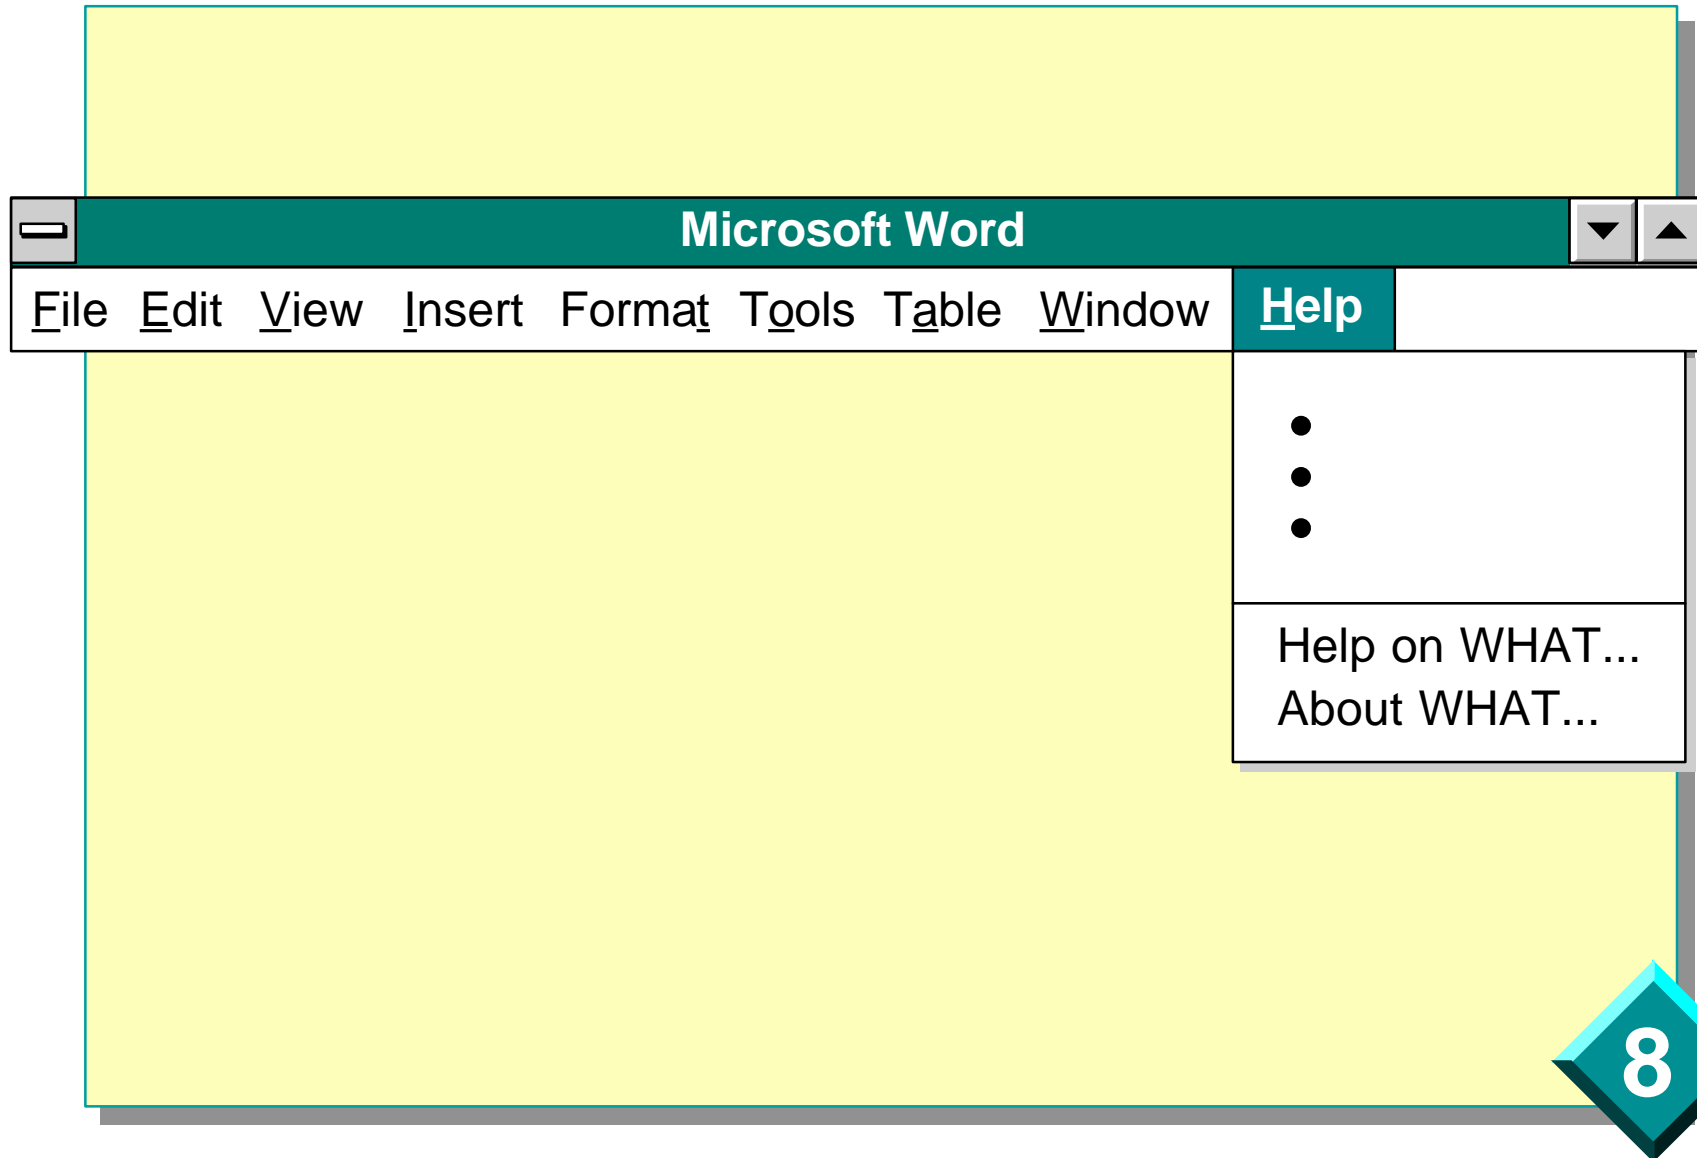 Microsoft Word
File Edit View Insert Format Tools Table Window Help
•
•
•
Help on WHAT...
About WHAT...
8